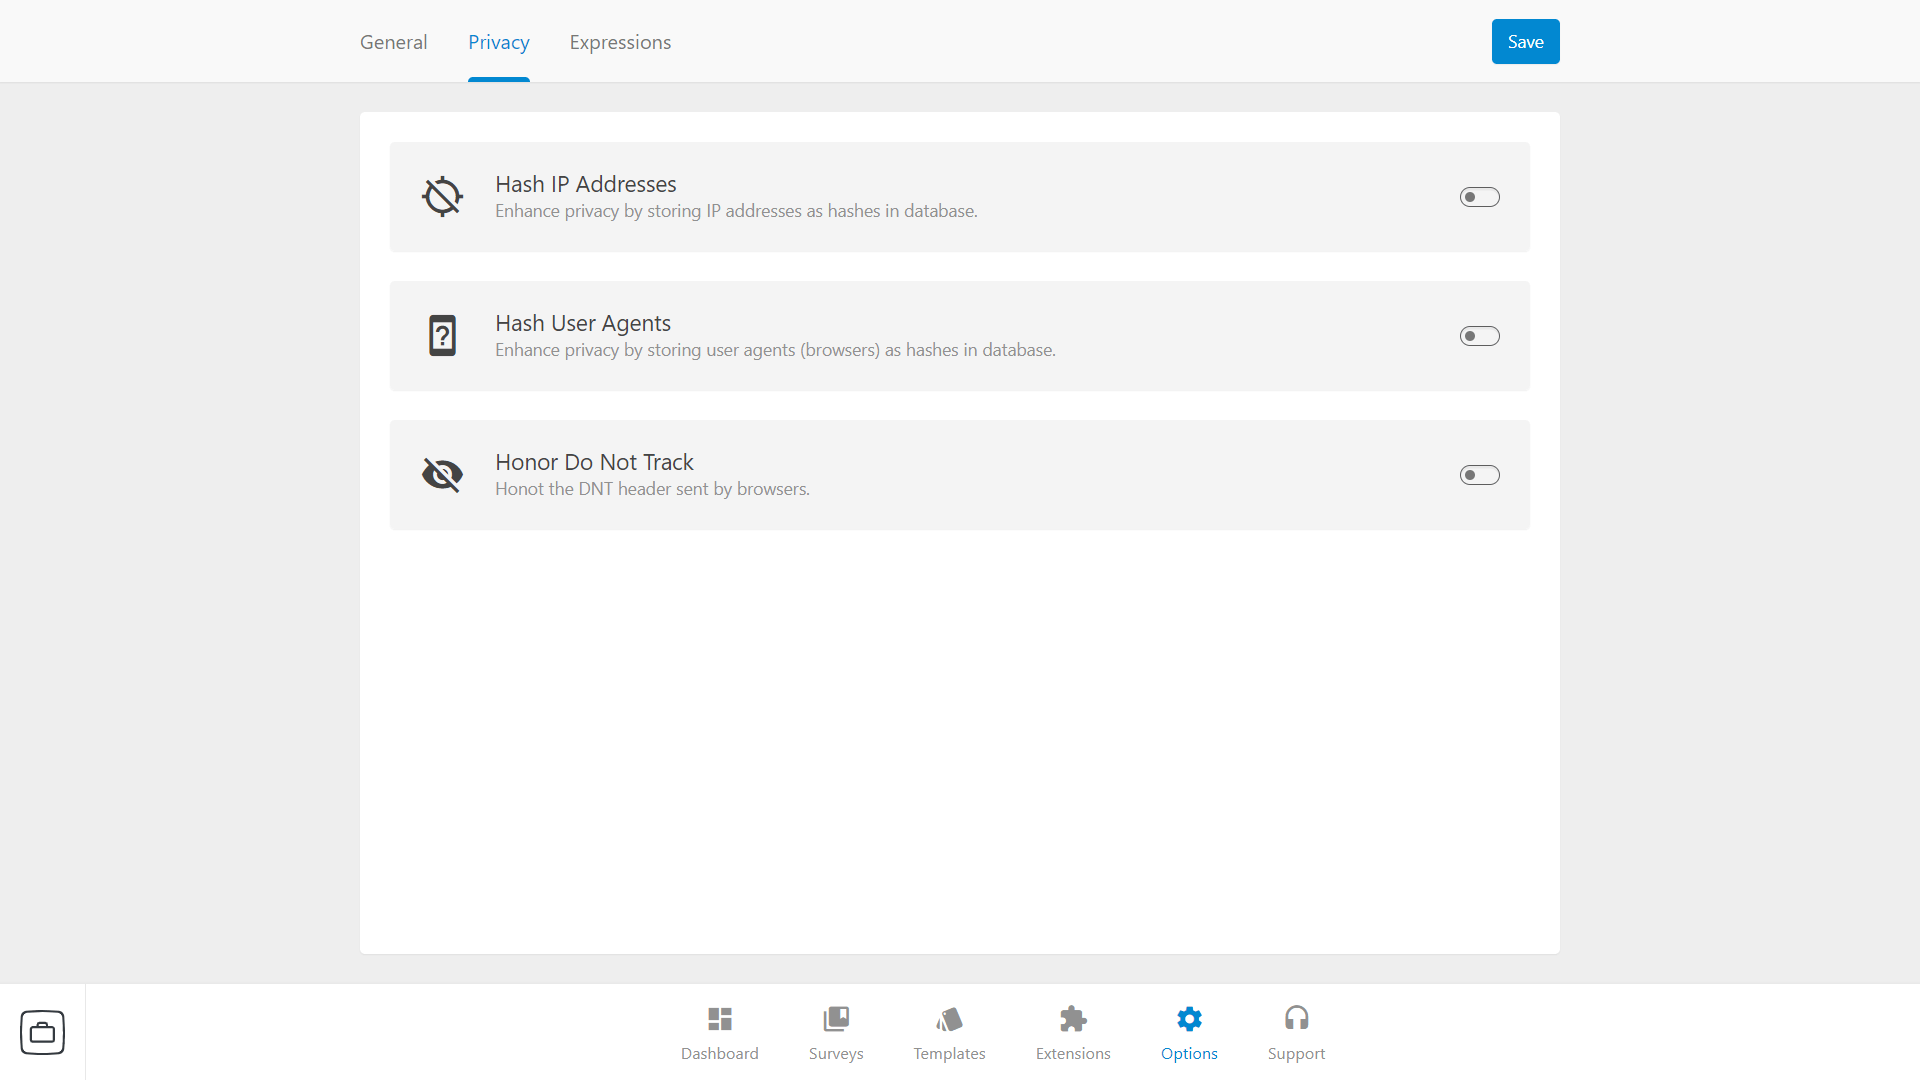 General Privacy Expressions Save
Hash IP Addresses
Enhance privacy by storing IP addresses as hashes in database.
Hash User Agents
Enhance privacy by storing user agents (browsers) as hashes in database.
Honor Do Not Track
Honot the DNT header sent by browsers.
Dashboard Surveys Templates Extensions Options Support